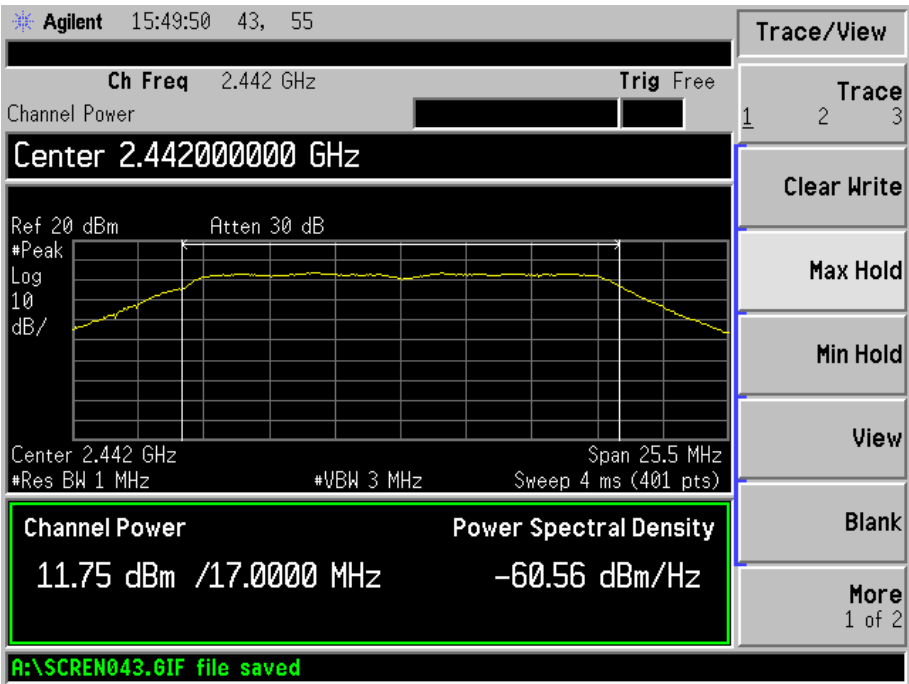 Agilent 15:49:50 43, 55
Trace/View
Ch Freq 2.442 GHz Trig Free
Channel Power
Trace
1 2 3
Center 2.442000000 GHz
Clear Write
Ref 20 dBm Atten 30 dB
#Peak
Log
10
dB/
Max Hold
Min Hold
View
Center 2.442 GHz Span 25.5 MHz
#Res BW 1 MHz #VBW 3 MHz Sweep 4 ms (401 pts)
Blank
Channel Power Power Spectral Density
11.75 dBm /17.0000 MHz -60.56 dBm/Hz
More
1 of 2
A:\SCREN043.GIF file saved